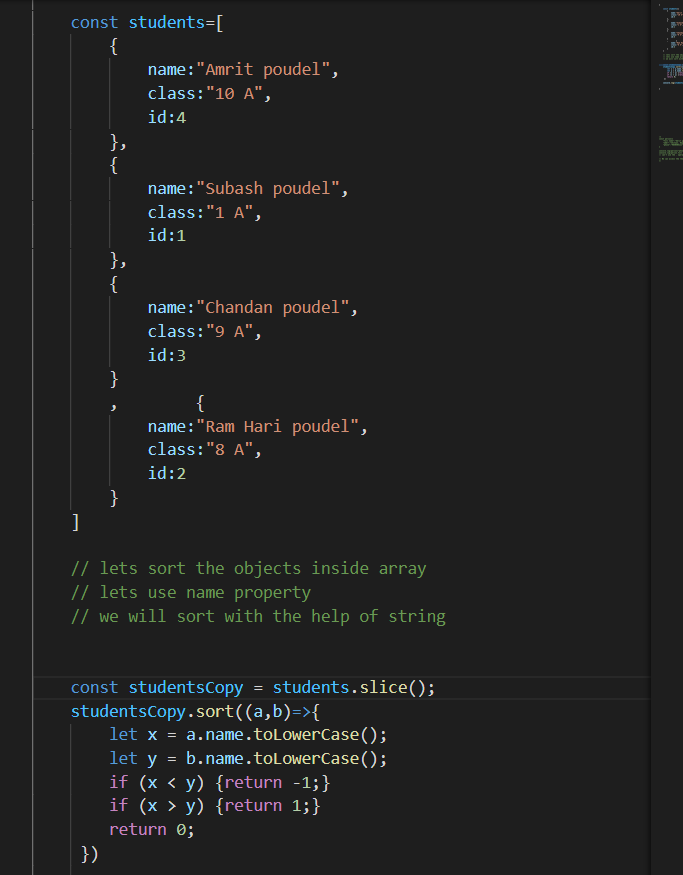 const students=[
{
name:"Amrit poudel",
class:"10 A",
id:4
},
{
name:"Subash poudel",
class:"1 A",
id:1
},
{
name:"Chandan poudel",
class:"9 A",
id:3
}
, {
name:"Ram Hari poudel",
class:"8 A",
id:2
}
]
// lets sort the objects inside array
// lets use name property
// we will sort with the help of string
const studentsCopy = students.slice();
studentsCopy.sort((a,b)=>{
let x = a.name.toLowerCase();
let y = b.name.toLowerCase();
if (x < y) {return -1;}
if (x > y) {return 1;}
return 0;
})